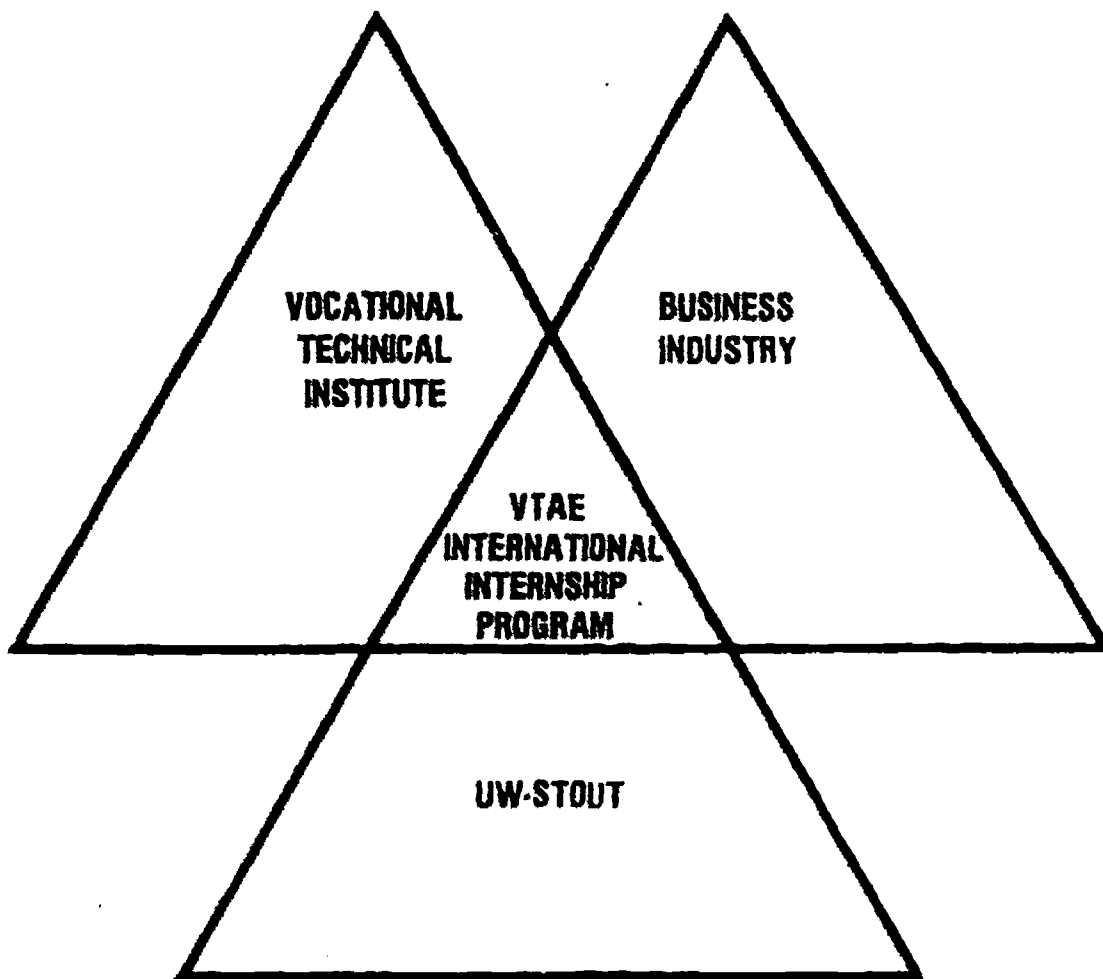 VOCATIONAL
TECHNICAL
INSTITUTE
BUSINESS
INDUSTRY
VTAE
INTERNATIONAL
INTERNSHIP
PROGRAM
UW-STOUT